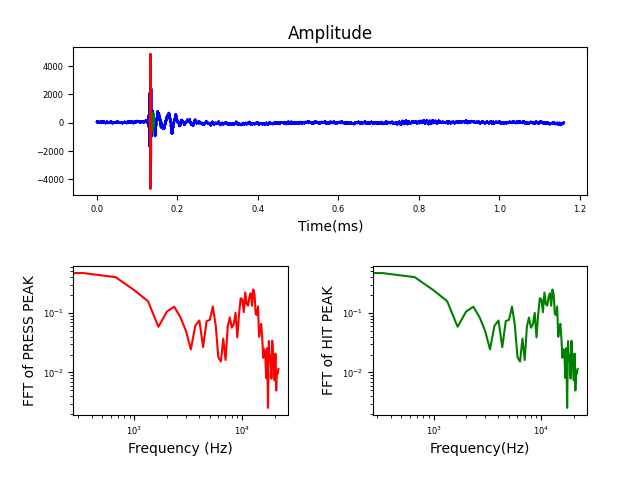 Amplitude
4000
2000
0
−2000
−4000
0.0 0.2 0.4 0.6 0.8 1.0 1.2
Time(ms)
FFT of PRESS PEAK
10⁻¹
10⁻²
10³ 10⁴
Frequency (Hz)
FFT of HIT PEAK
10⁻¹
10⁻²
10³ 10⁴
Frequency(Hz)